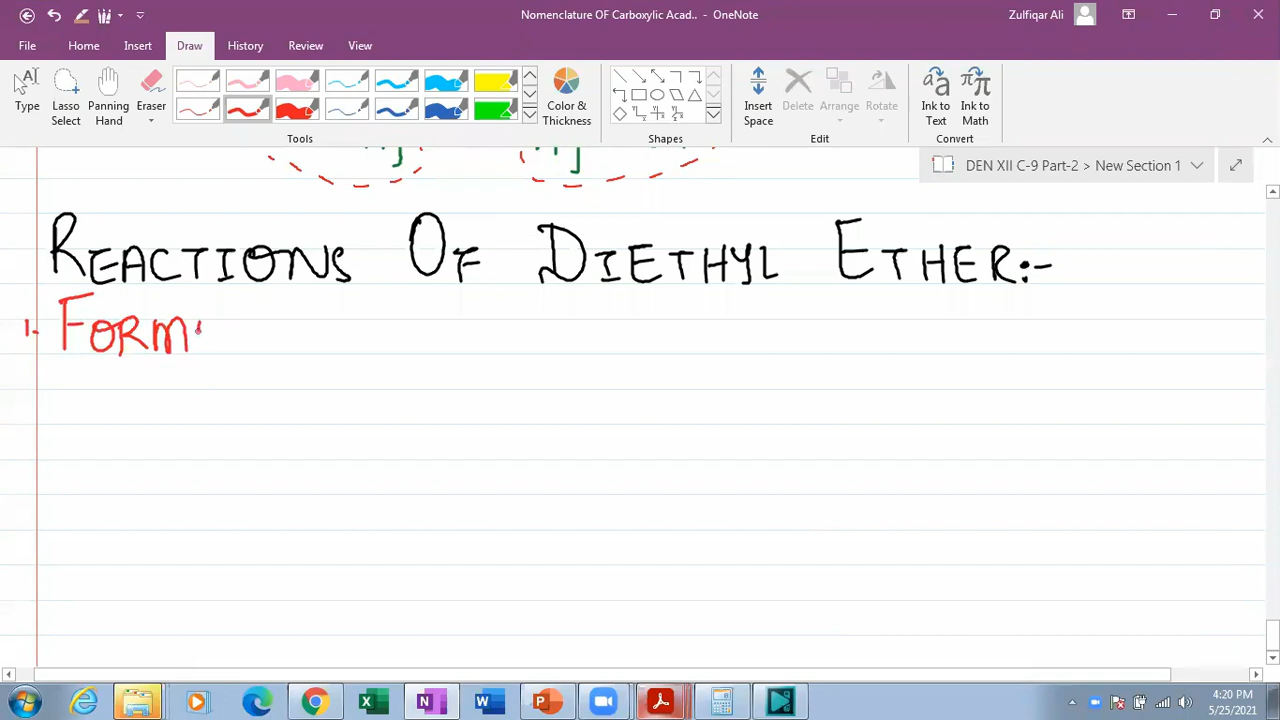 Nomenclature OF Carboxylic Acad.. - OneNote
Zulfiqar Ali
File Home Insert Draw History Review View
Type
Lasso Select
Panning Hand
Eraser
Color & Thickness
Insert Space
Delete
Arrange
Rotate
Ink to Text
Ink to Math
Tools
Shapes
Edit
Convert
DEN XII C-9 Part-2 > New Section 1
REACTIONS OF DIETHYL ETHER:-
1- FORM
4:20 PM
5/25/2021